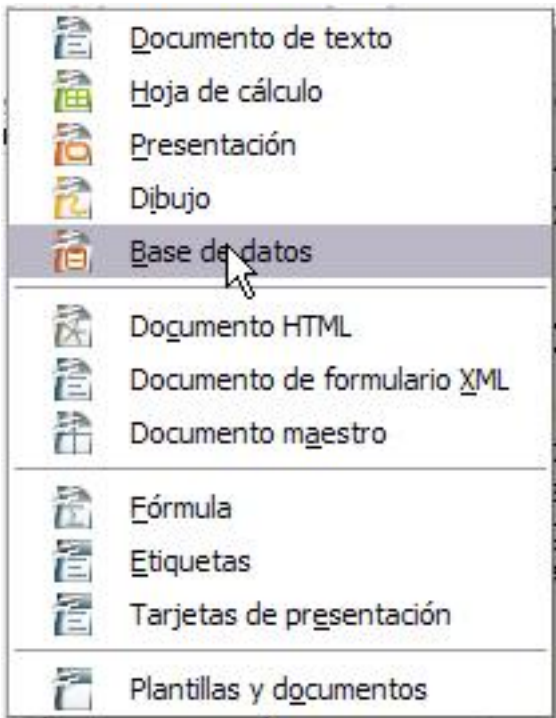 Documento de texto
Hoja de cálculo
Presentación
Dibujo
Base de datos
Documento HTML
Documento de formulario XML
Documento maestro
Fórmula
Etiquetas
Tarjetas de presentación
Plantillas y documentos